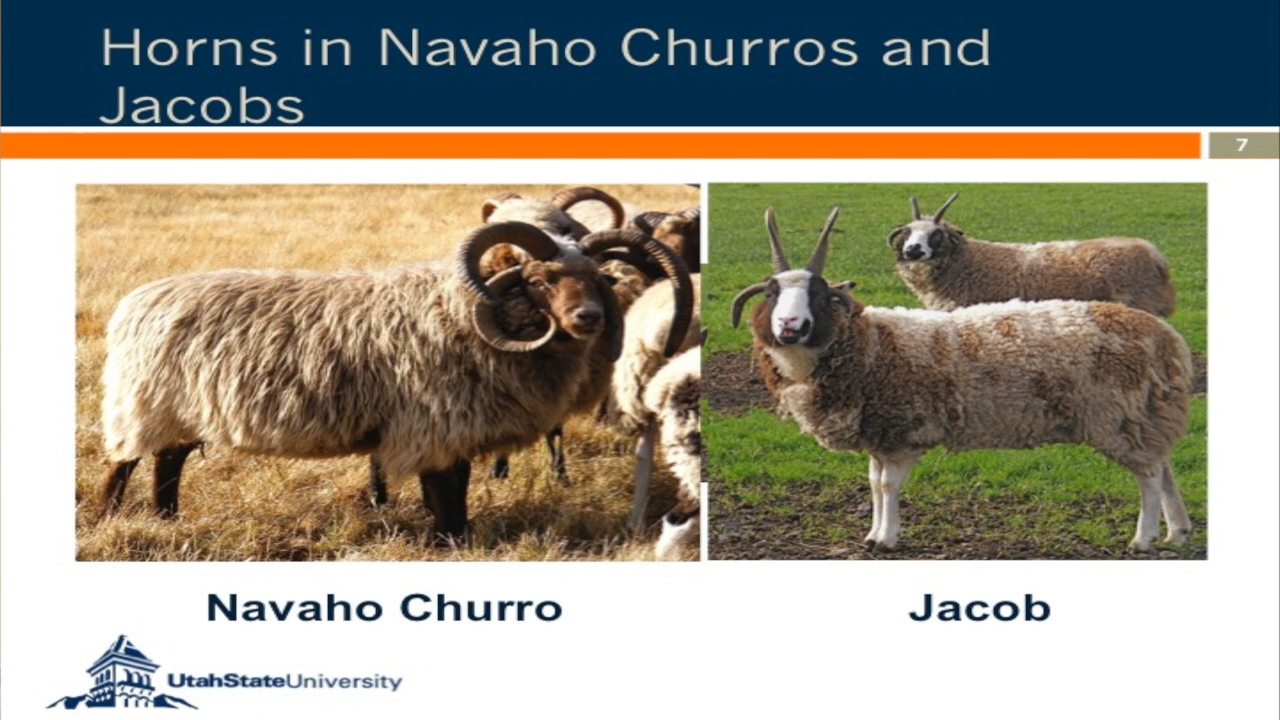 Horns in Navaho Churros and
Jacobs
7
Navaho Churro
Jacob
UtahStateUniversity